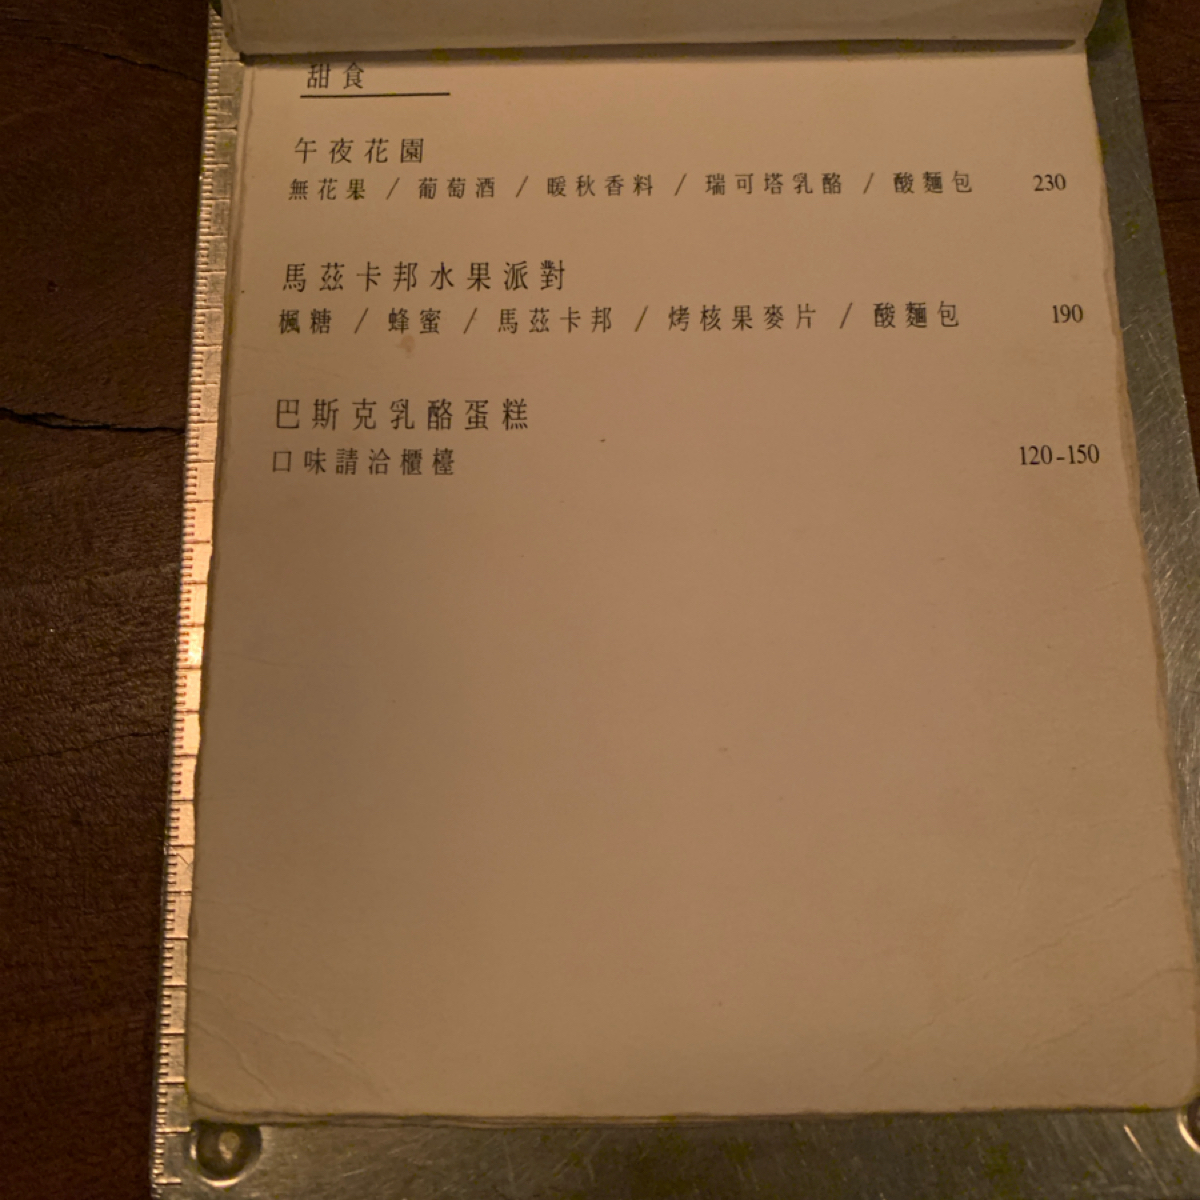 甜食
午夜花園
無花果 / 葡萄酒 / 暖秋香料 / 瑞可塔乳酪 / 酸麵包 230
馬茲卡邦水果派對
楓糖 / 蜂蜜 / 馬茲卡邦 / 烤核果麥片 / 酸麵包 190
巴斯克乳酪蛋糕
口味請洽櫃檯 120-150